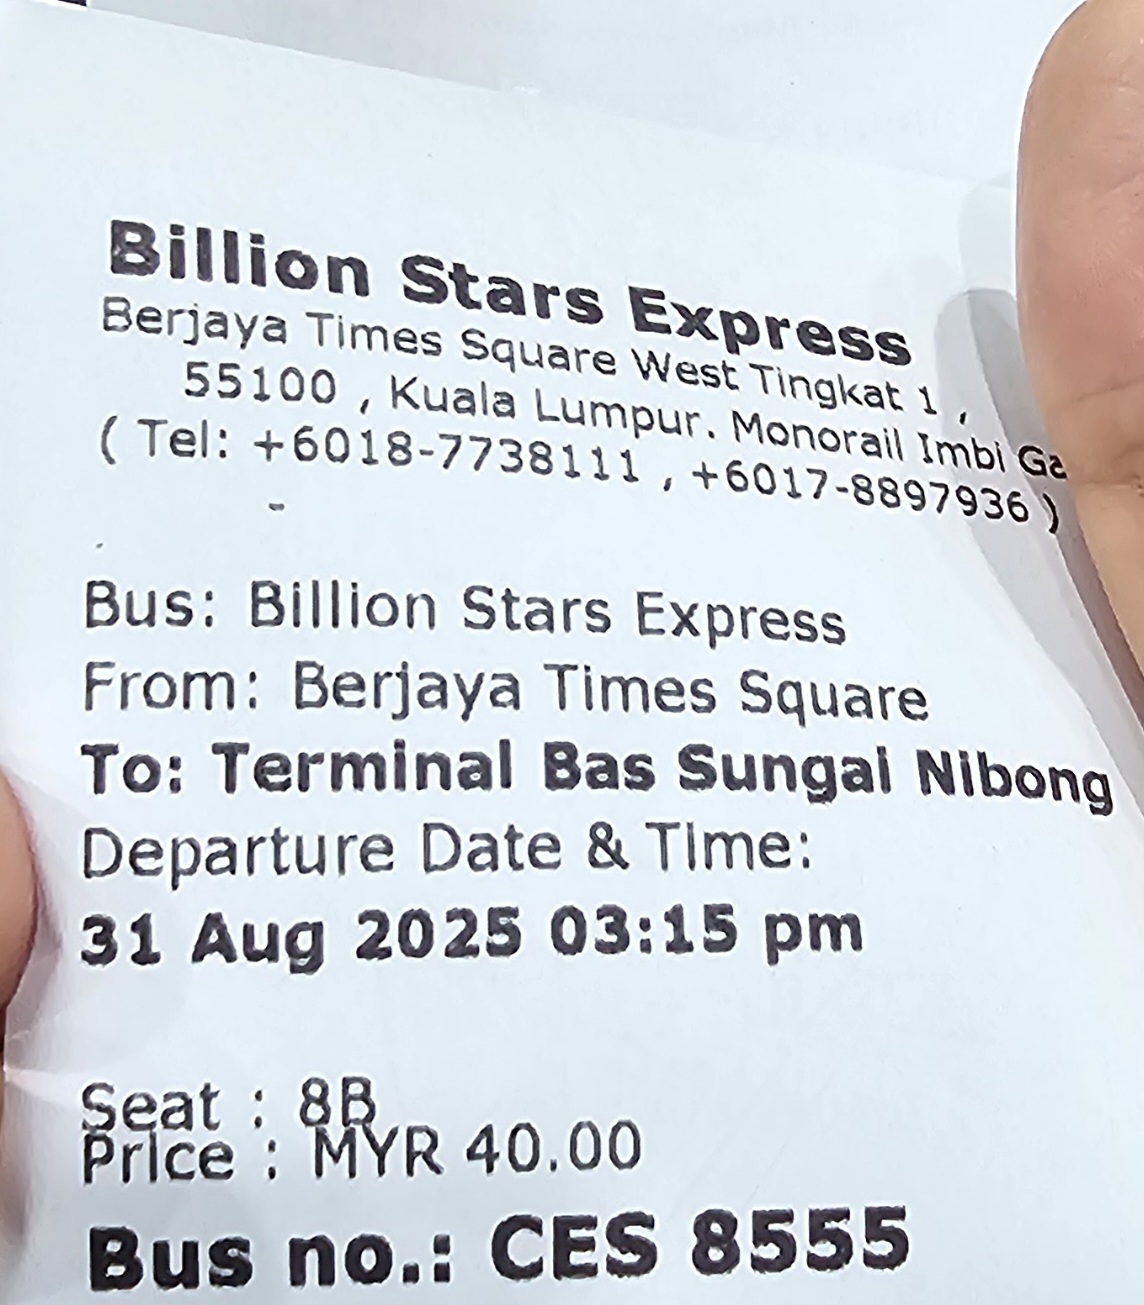 Billion Stars Express
Berjaya Times Square West Tingkat 1 ,
55100 , Kuala Lumpur. Monorail Imbi
( Tel: +6018-7738111 , +6017-8897936 )
-
Bus: Billion Stars Express
From: Berjaya Times Square
To: Terminal Bas Sungai Nibong
Departure Date & Time:
31 Aug 2025 03:15 pm
Seat : 8B
Price : MYR 40.00
Bus no.: CES 8555